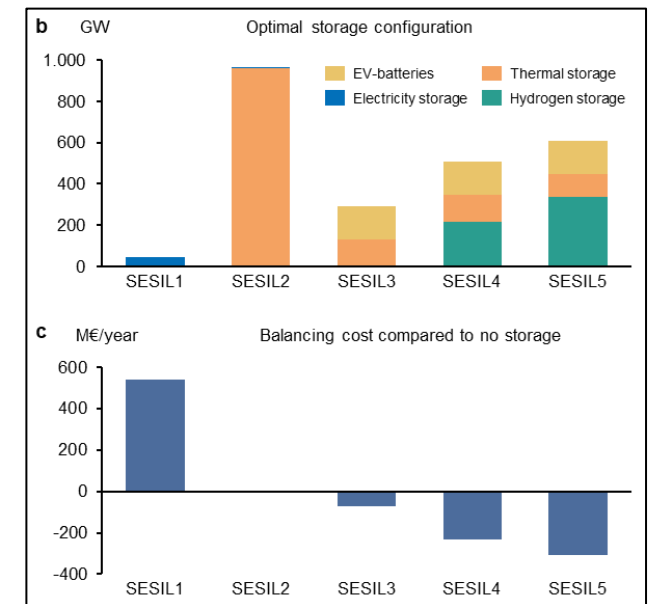 b GW Optimal storage configuration
1.000
800
600
400
200
0
EV-batteries Thermal storage
Electricity storage Hydrogen storage
SESIL1 SESIL2 SESIL3 SESIL4 SESIL5
c M€/year Balancing cost compared to no storage
600
400
200
0
-200
-400
SESIL1 SESIL2 SESIL3 SESIL4 SESIL5